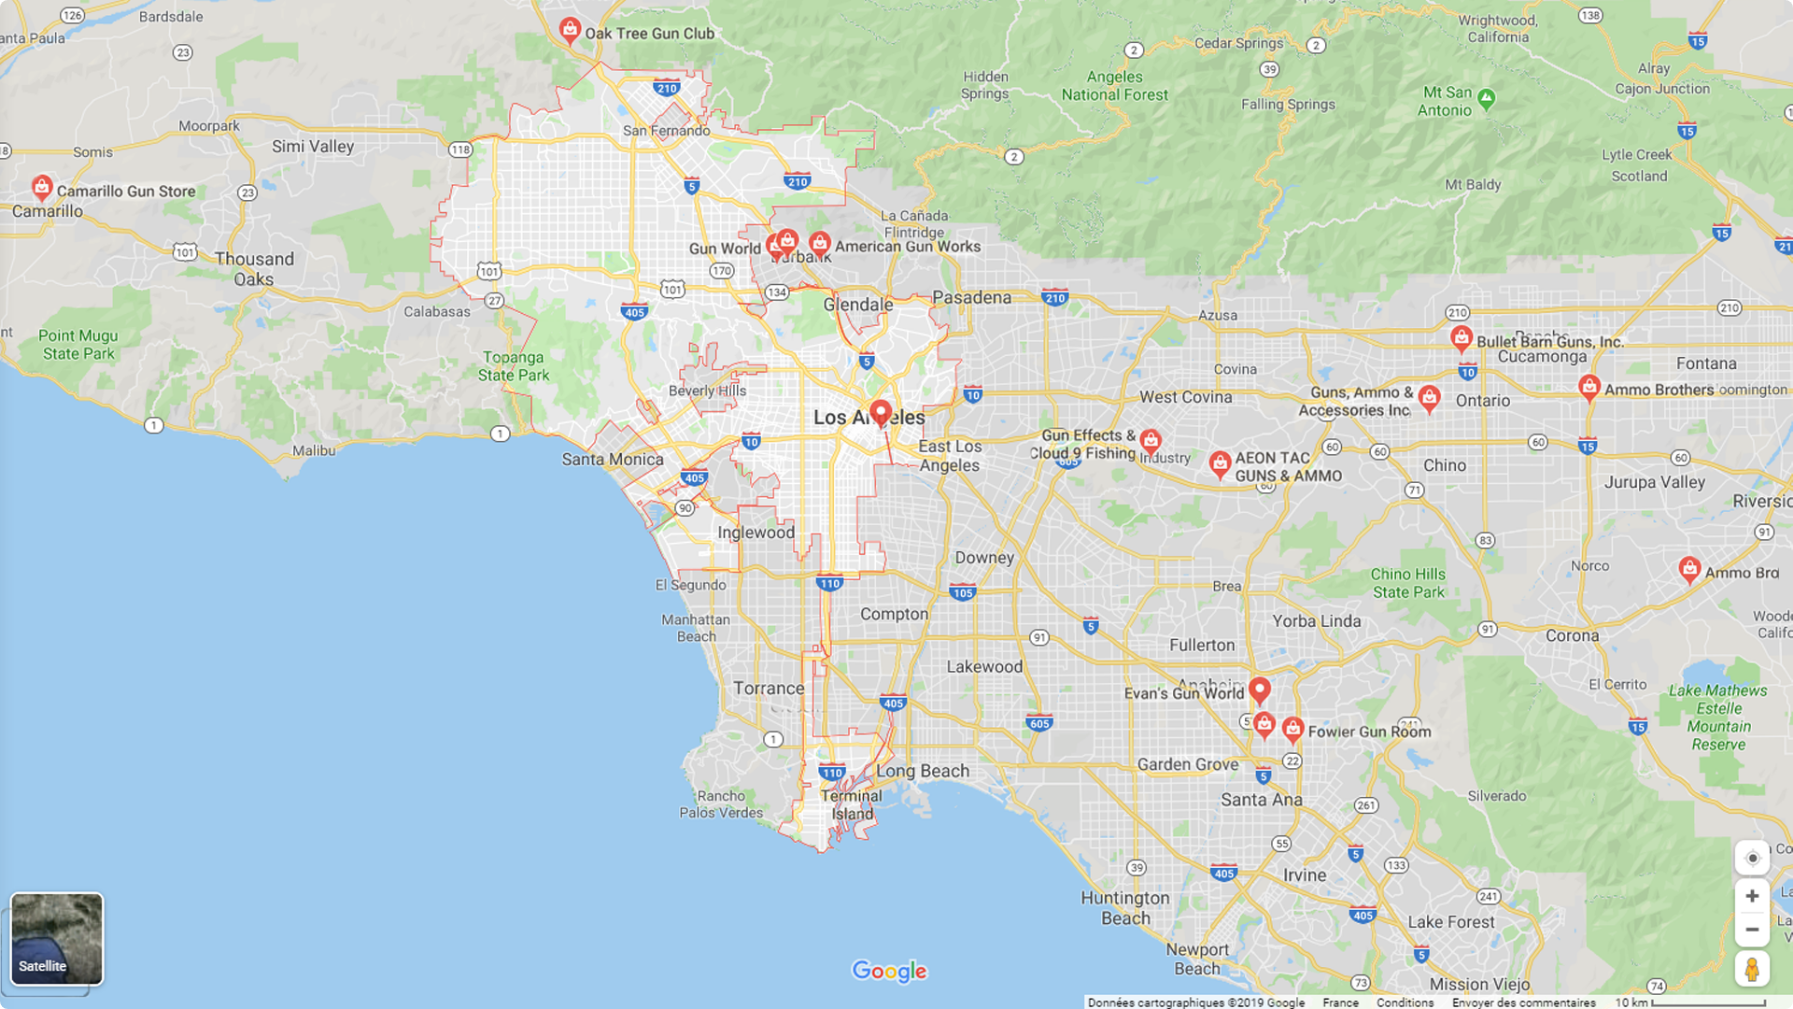 126
Bardsdale
Oak Tree Gun Club
138
Wrightwood,
California
15
anta Paula
23
2
Cedar Springs
2
39
Alray
Cajon Junction
Hidden
Springs
Angeles
National Forest
Falling Springs
Mt San
Antonio
210
Moorpark
San Fernando
15
18
Somis
Simi Valley
118
2
Lytle Creek
Scotland
Camarillo Gun Store
Camarillo
23
5
210
Mt Baldy
La Cañada
Flintridge
15
21
101
Thousand
Oaks
Gun World
American Gun Works
101
170
101
134
27
Glendale
Pasadena
210
405
Calabasas
Azusa
210
210
Point Mugu
State Park
Topanga
State Park
5
Bullet Barn Guns, Inc.
Cucamonga
Fontana
Covina
10
Beverly Hills
10
West Covina
Guns, Ammo &
Accessories Inc
Ontario
Ammo Brothers
oomington
Los Angeles
1
1
Malibu
10
Santa Monica
East Los
Angeles
Gun Effects &
Cloud 9 Fishing
605
Industry
AEON TAC
GUNS & AMMO
60
60
60
60
15
60
Chino
405
71
Jurupa Valley
90
Riversi
Inglewood
83
91
Downey
El Segundo
110
105
Brea
Chino Hills
State Park
Norco
Ammo Bro
Manhattan
Beach
Compton
5
91
Yorba Linda
91
Corona
Woode
Califo
Fullerton
Lakewood
Torrance
Anaheim
Evan's Gun World
El Cerrito
Lake Mathews
Estelle
Mountain
Reserve
405
605
5
Fowier Gun Room
241
15
1
110
Long Beach
Garden Grove
22
5
Terminal
Island
Rancho
Palos Verdes
Santa Ana
261
Silverado
55
5
133
39
405
Irvine
241
Huntington
Beach
405
Lake Forest
Newport
Beach
5
Satellite
Google
73
Mission Viejo
74
Données cartographiques ©2019 Google
France
Conditions
Envoyer des commentaires
10 km